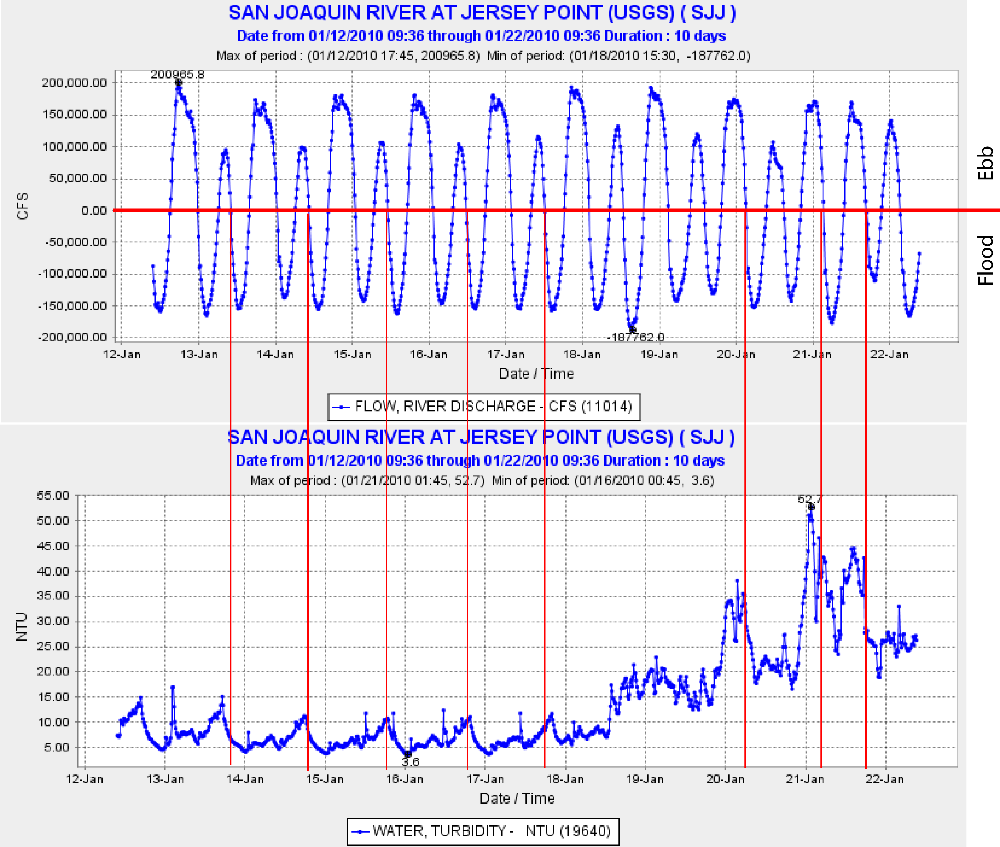 SAN JOAQUIN RIVER AT JERSEY POINT (USGS) ( SJJ )
Date from 01/12/2010 09:36 through 01/22/2010 09:36 Duration : 10 days
Max of period : (01/12/2010 17:45, 200965.8)  Min of period: (01/18/2010 15:30,  -187762.0)
200965.8
200,000.00
150,000.00
100,000.00
50,000.00
0.00
-50,000.00
-100,000.00
-150,000.00
-200,000.00
CFS
Ebb
Flood
-187762.0
12-Jan 13-Jan 14-Jan 15-Jan 16-Jan 17-Jan 18-Jan 19-Jan 20-Jan 21-Jan 22-Jan
Date / Time
FLOW, RIVER DISCHARGE - CFS (11014)
SAN JOAQUIN RIVER AT JERSEY POINT (USGS) ( SJJ )
Date from 01/12/2010 09:36 through 01/22/2010 09:36 Duration : 10 days
Max of period : (01/21/2010 01:45, 52.7)  Min of period: (01/16/2010 00:45,  3.6)
52.7
55.00
50.00
45.00
40.00
35.00
30.00
25.00
20.00
15.00
10.00
5.00
NTU
3.6
12-Jan 13-Jan 14-Jan 15-Jan 16-Jan 17-Jan 18-Jan 19-Jan 20-Jan 21-Jan 22-Jan
Date / Time
WATER, TURBIDITY -   NTU (19640)